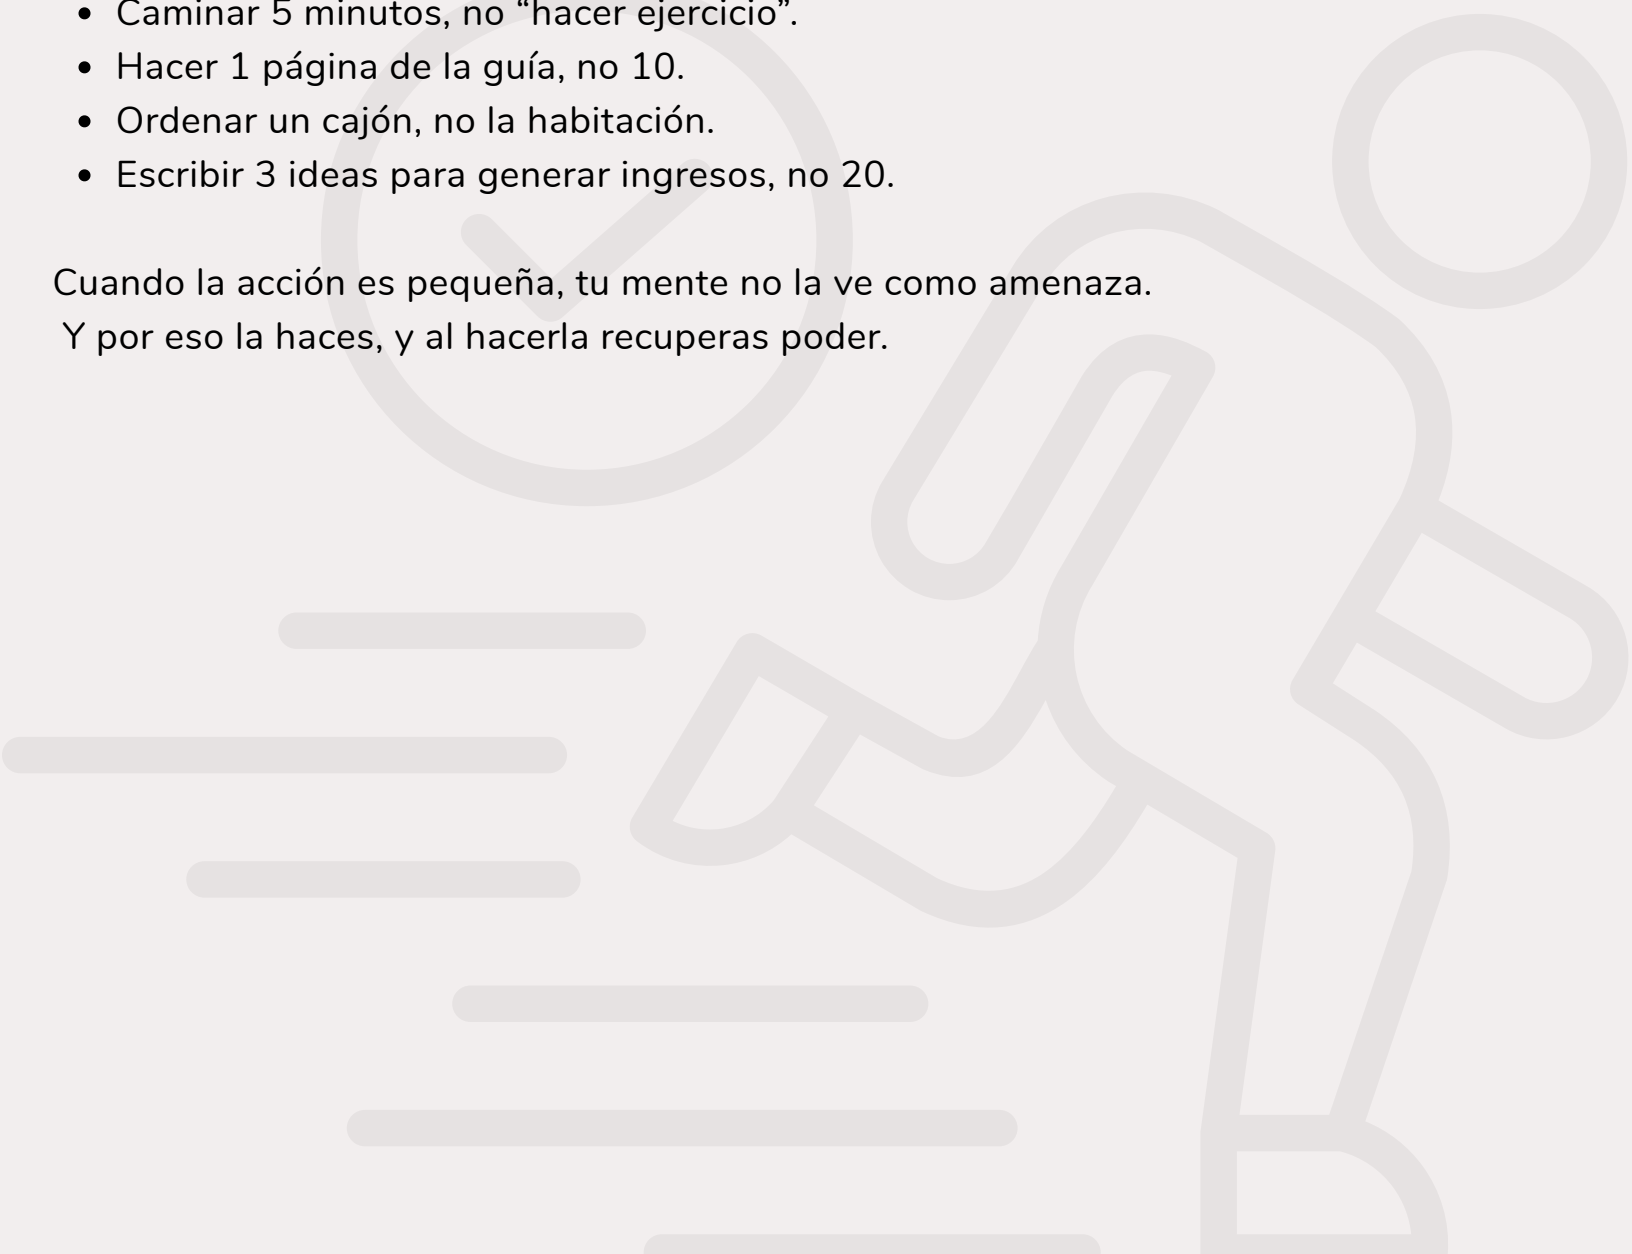 • Caminar 5 minutos, no “hacer ejercicio”.
• Hacer 1 página de la guía, no 10.
• Ordenar un cajón, no la habitación.
• Escribir 3 ideas para generar ingresos, no 20.
Cuando la acción es pequeña, tu mente no la ve como amenaza.
Y por eso la haces, y al hacerla recuperas poder.